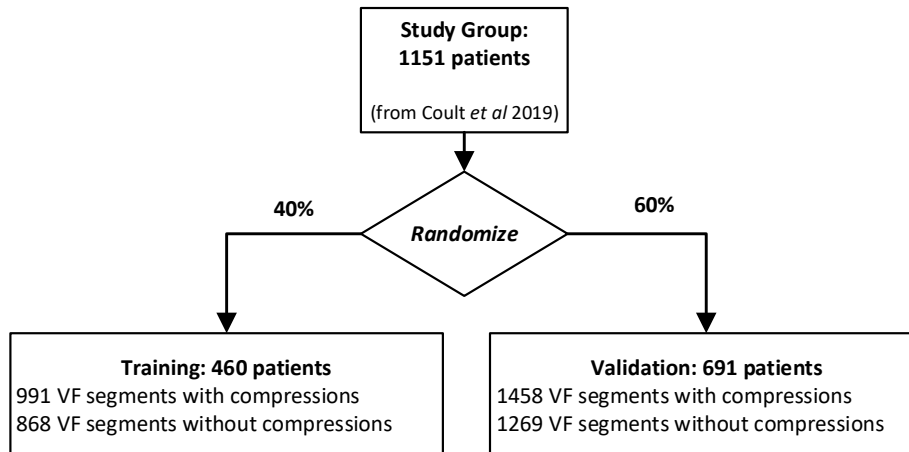 Study Group:
1151 patients
(from Coult et al 2019)
40%
60%
Randomize
Training: 460 patients
991 VF segments with compressions
868 VF segments without compressions
Validation: 691 patients
1458 VF segments with compressions
1269 VF segments without compressions